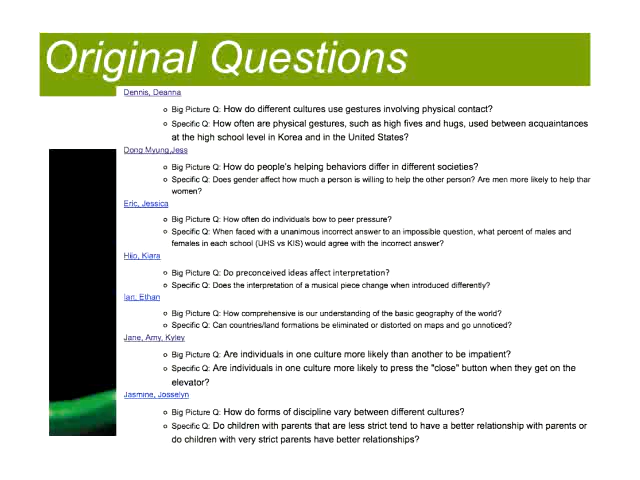 Original Questions
Dennis, Deanna
Big Picture Q: How do different cultures use gestures involving physical contact?
Specific Q: How often are physical gestures, such as high fives and hugs, used between acquaintances
at the high school level in Korea and in the United States?
Dong Myung,Jess
Big Picture Q: How do people's helping behaviors differ in different societies?
Specific Q: Does gender affect how much a person is willing to help the other person? Are men more likely to help than
women?
Eric, Jessica
Big Picture Q: How often do individuals bow to peer pressure?
Specific Q: When faced with a unanimous incorrect answer to an impossible question, what percent of males and
females in each school (UHS vs KIS) would agree with the incorrect answer?
Hijo, Kiara
Big Picture Q: Do preconceived ideas affect interpretation?
Specific Q: Does the interpretation of a musical piece change when introduced differently?
Ian, Ethan
Big Picture Q: How comprehensive is our understanding of the basic geography of the world?
Specific Q: Can countries/land formations be eliminated or distorted on maps and go unnoticed?
Jane, Amy, Kyley
Big Picture Q: Are individuals in one culture more likely than another to be impatient?
Specific Q: Are individuals in one culture more likely to press the "close" button when they get on the
elevator?
Jasmine, Josselyn
Big Picture Q: How do forms of discipline vary between different cultures?
Specific Q: Do children with parents that are less strict tend to have a better relationship with parents or
do children with very strict parents have better relationships?